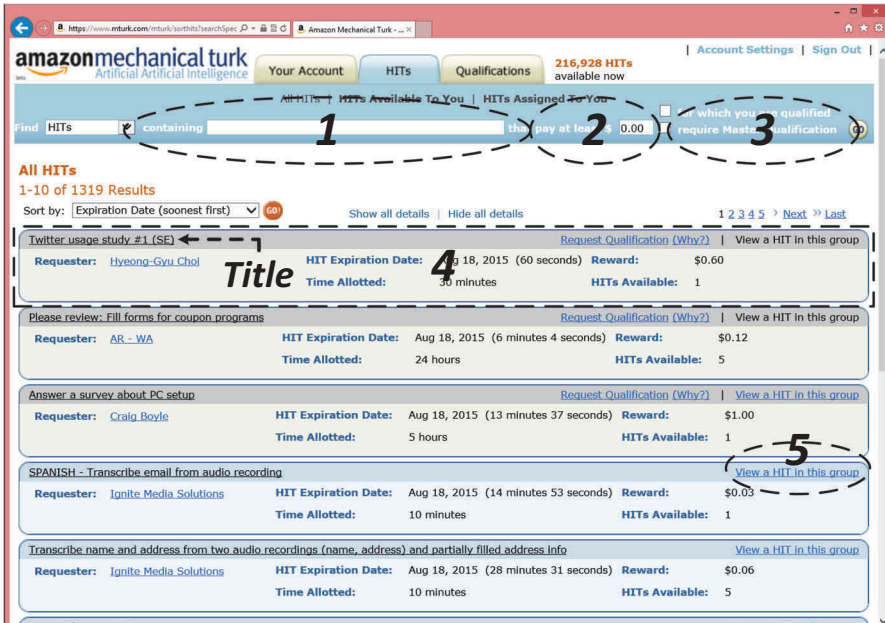 https://www.mturk.com/mturk/sorthits?searchSpec
Amazon Mechanical Turk - ...
amazonmechanical turk
Artificial Artificial Intelligence
beta
Your Account
HITs
Qualifications
216,928 HITs
available now
| Account Settings | Sign Out |
All HITs | HITs Available To You | HITs Assigned To You
for which you are qualified
Find HITs containing that pay at least $ 0.00 require Master Qualification GO
1 2 3
All HITs
1-10 of 1319 Results
Sort by: Expiration Date (soonest first) GO! Show all details | Hide all details 1 2 3 4 5 > Next >> Last
Twitter usage study #1 (SE) Request Qualification (Why?) | View a HIT in this group
Title 4
Requester: Hyeong-Gyu Choi HIT Expiration Date: Aug 18, 2015 (60 seconds) Reward: $0.60
Time Allotted: 30 minutes HITs Available: 1
Please review: Fill forms for coupon programs Request Qualification (Why?) | View a HIT in this group
Requester: AR - WA HIT Expiration Date: Aug 18, 2015 (6 minutes 4 seconds) Reward: $0.12
Time Allotted: 24 hours HITs Available: 5
Answer a survey about PC setup Request Qualification (Why?) | View a HIT in this group
Requester: Craig Boyle HIT Expiration Date: Aug 18, 2015 (13 minutes 37 seconds) Reward: $1.00
Time Allotted: 5 hours HITs Available: 1
5
SPANISH - Transcribe email from audio recording View a HIT in this group
Requester: Ignite Media Solutions HIT Expiration Date: Aug 18, 2015 (14 minutes 53 seconds) Reward: $0.03
Time Allotted: 10 minutes HITs Available: 1
Transcribe name and address from two audio recordings (name, address) and partially filled address info View a HIT in this group
Requester: Ignite Media Solutions HIT Expiration Date: Aug 18, 2015 (28 minutes 31 seconds) Reward: $0.06
Time Allotted: 10 minutes HITs Available: 5